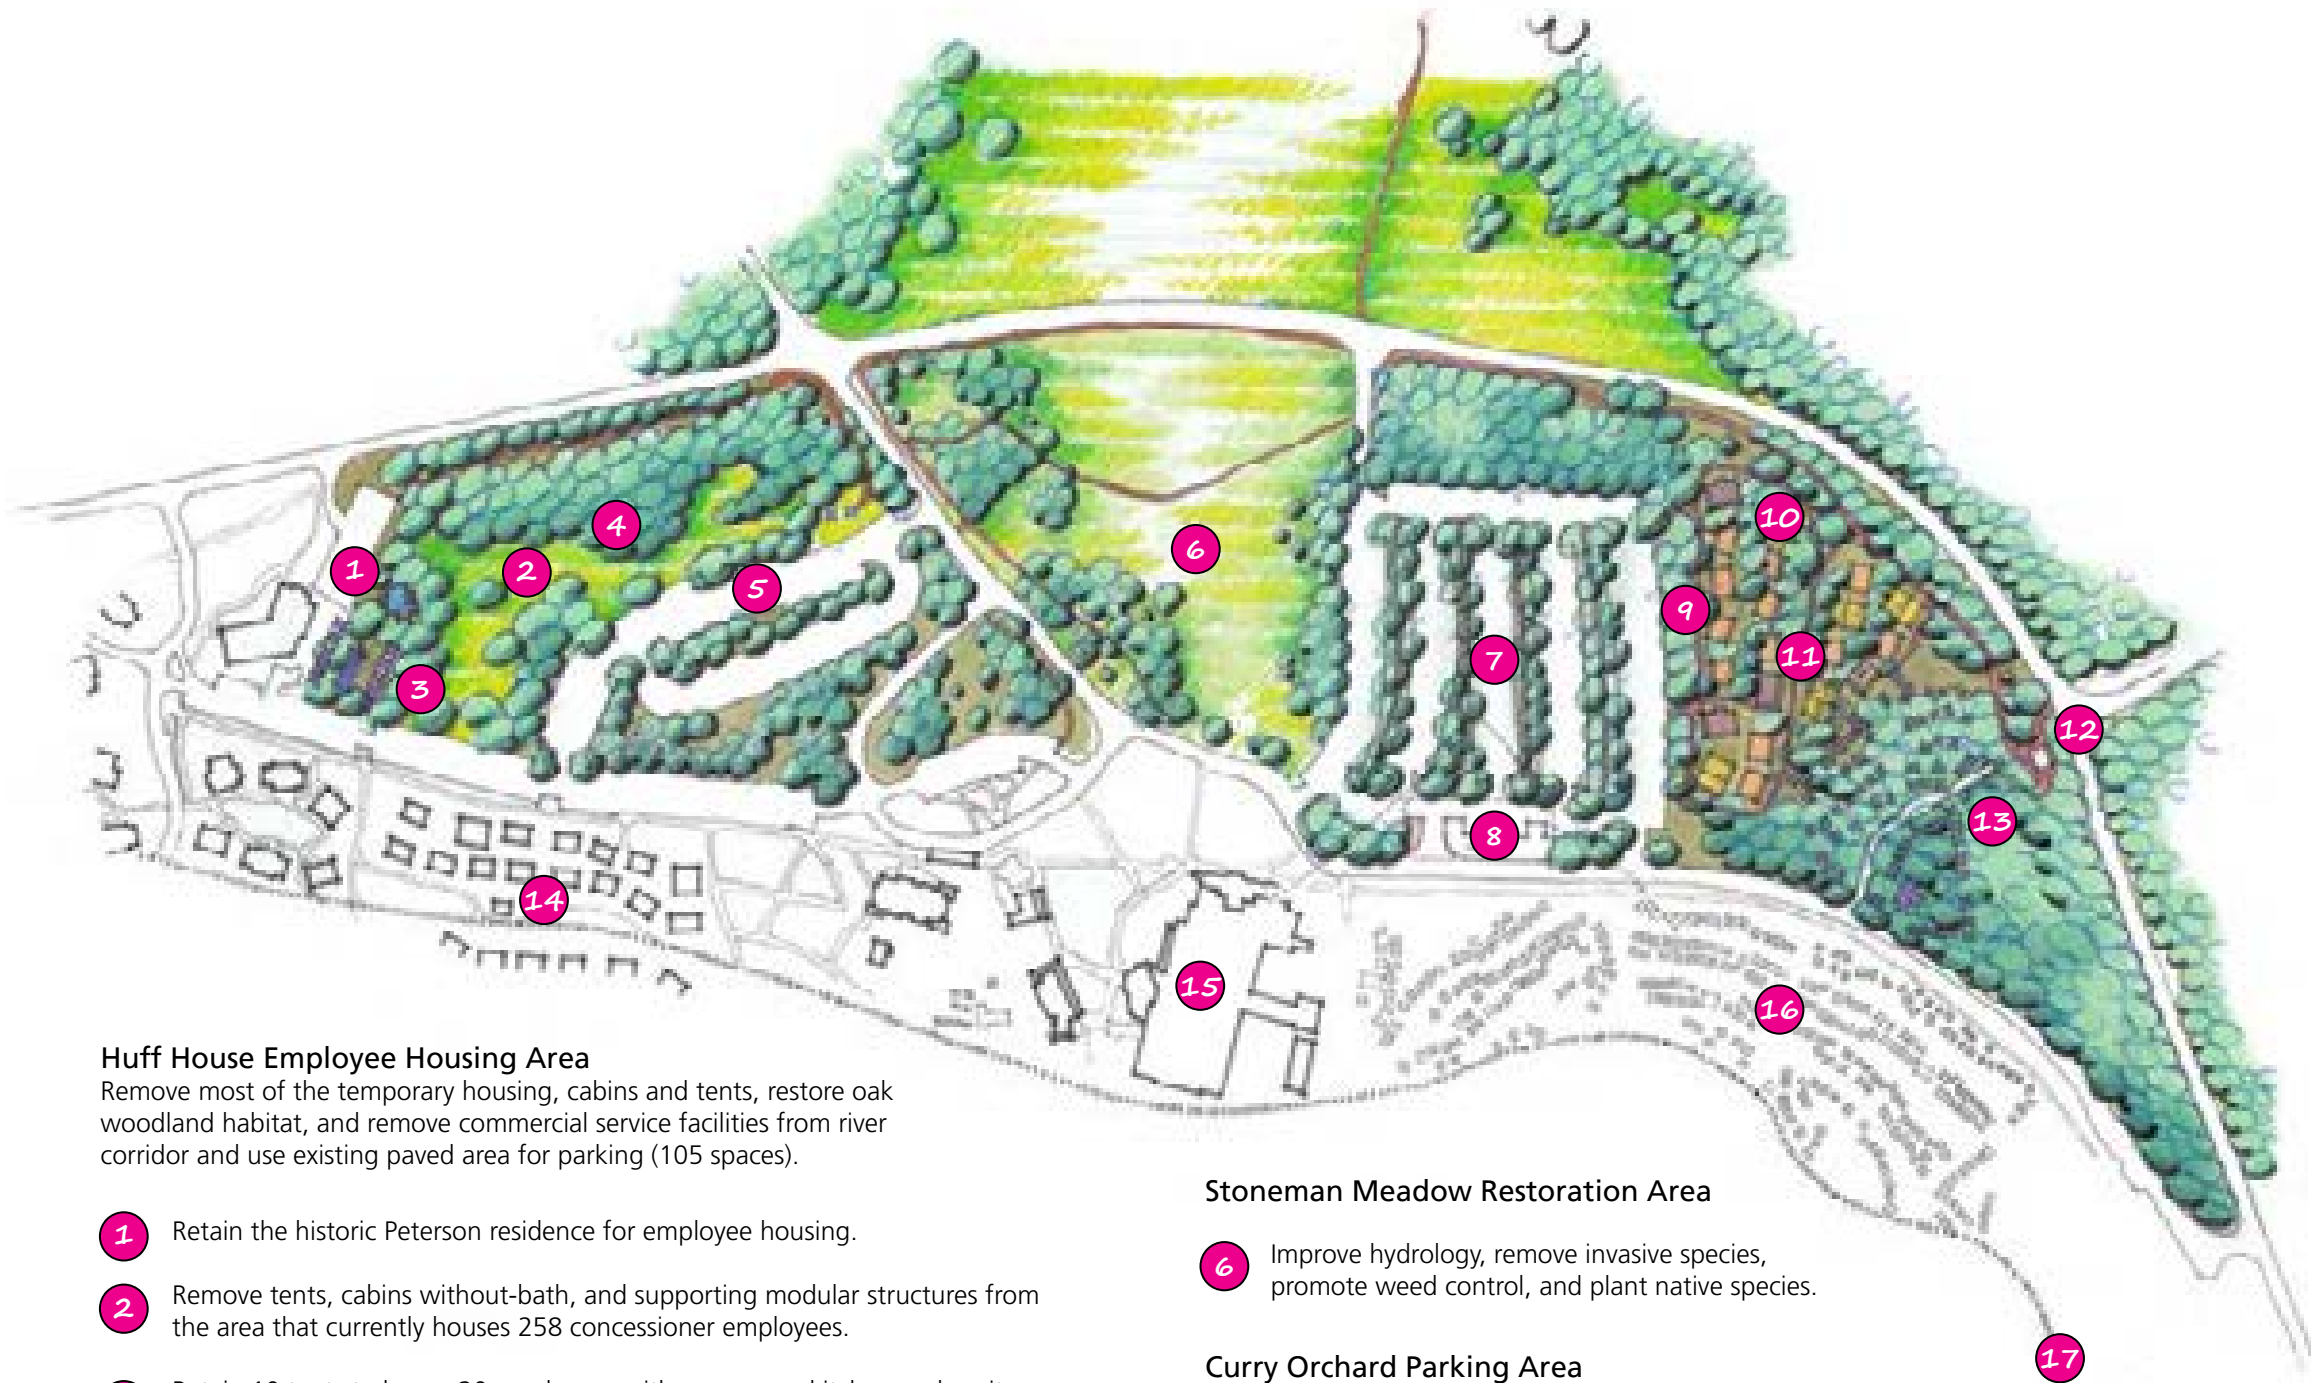 10
4
6
1
2
5
9
7
11
3
12
13
8
14
15
16
Huff House Employee Housing Area
Remove most of the temporary housing, cabins and tents, restore oak
woodland habitat, and remove commercial service facilities from river
corridor and use existing paved area for parking (105 spaces).
1 Retain the historic Peterson residence for employee housing.
2 Remove tents, cabins without-bath, and supporting modular structures from
the area that currently houses 258 concessioner employees.
Stoneman Meadow Restoration Area
6 Improve hydrology, remove invasive species,
promote weed control, and plant native species.
17
Curry Orchard Parking Area